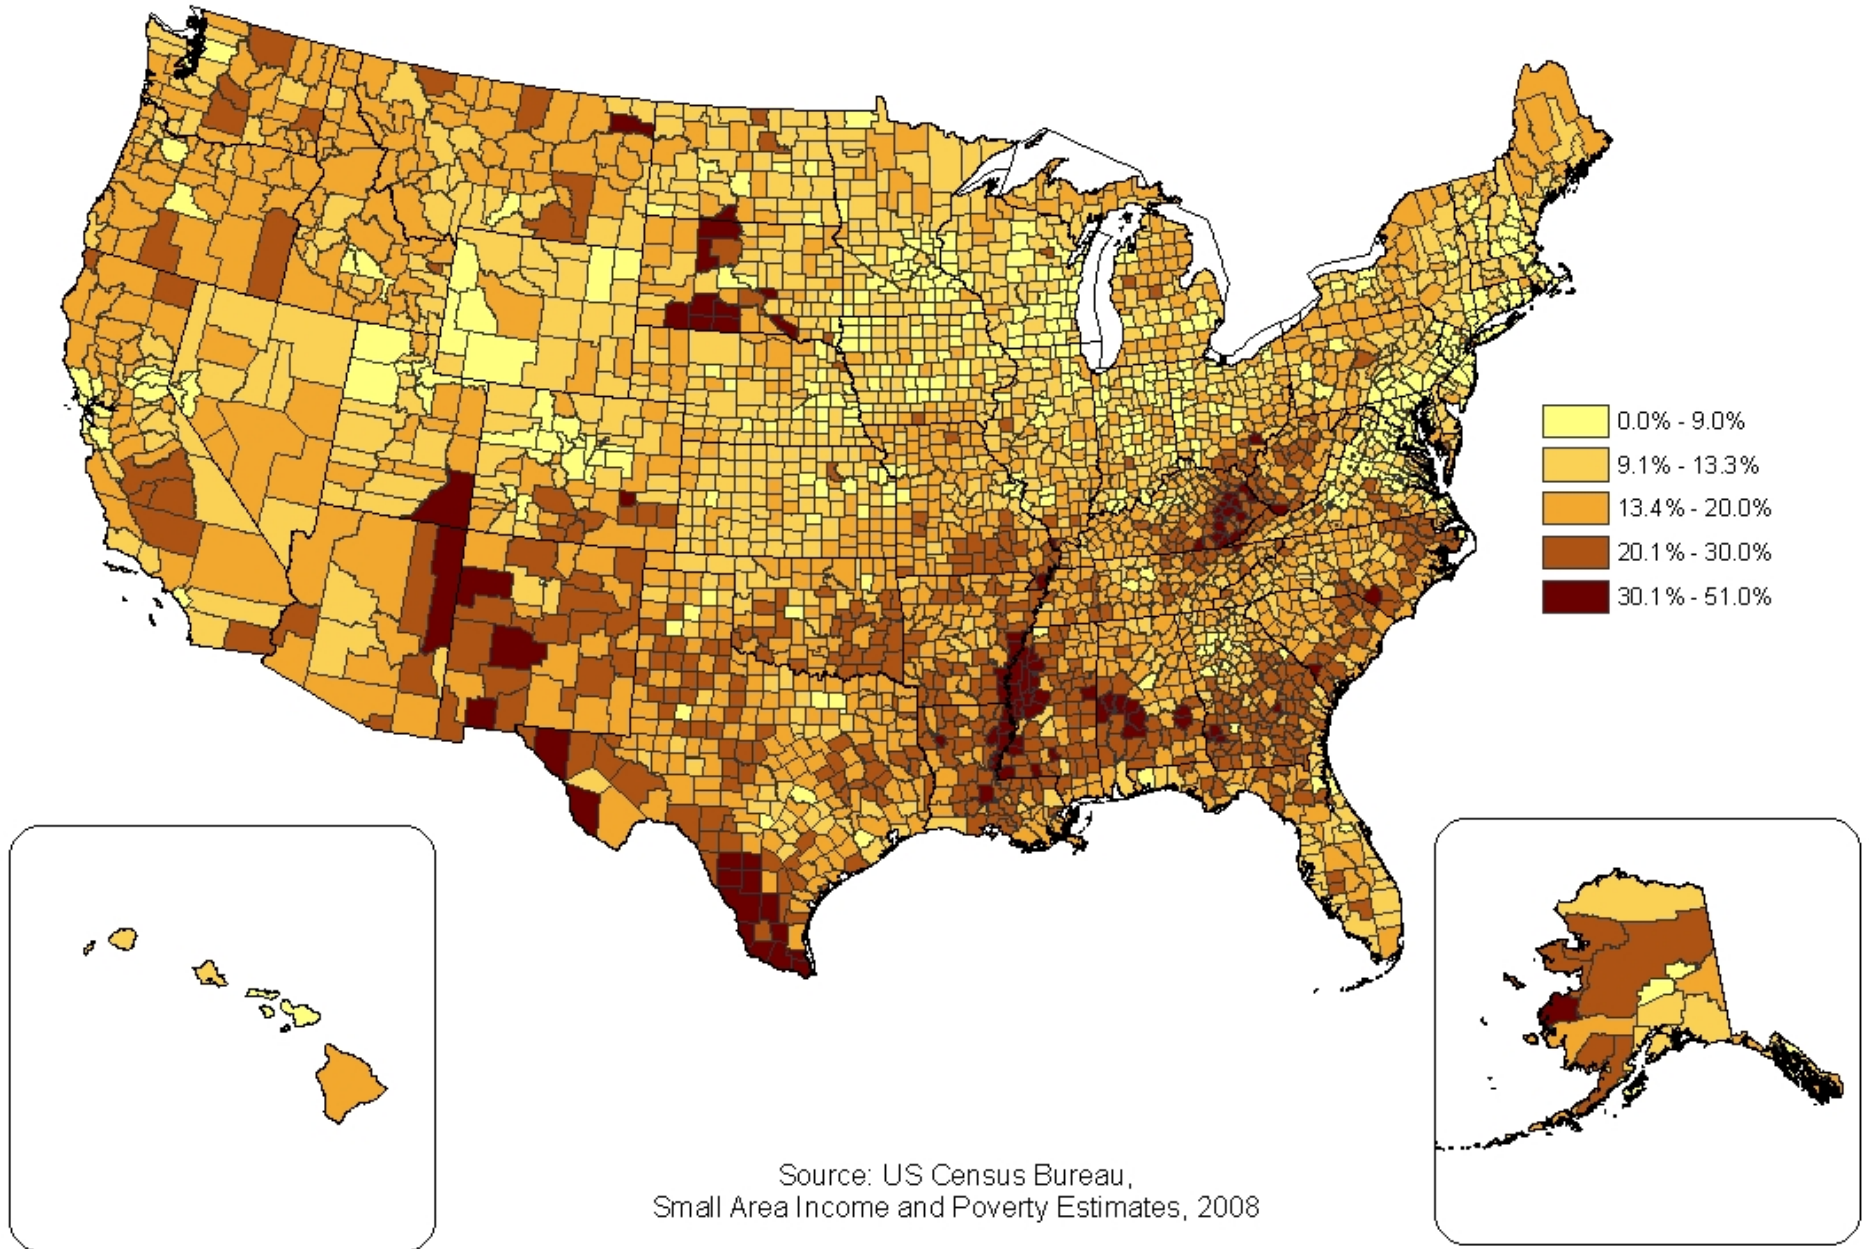 0.0% - 9.0%
9.1% - 13.3%
13.4% - 20.0%
20.1% - 30.0%
30.1% - 51.0%
Source: US Census Bureau,
Small Area Income and Poverty Estimates, 2008